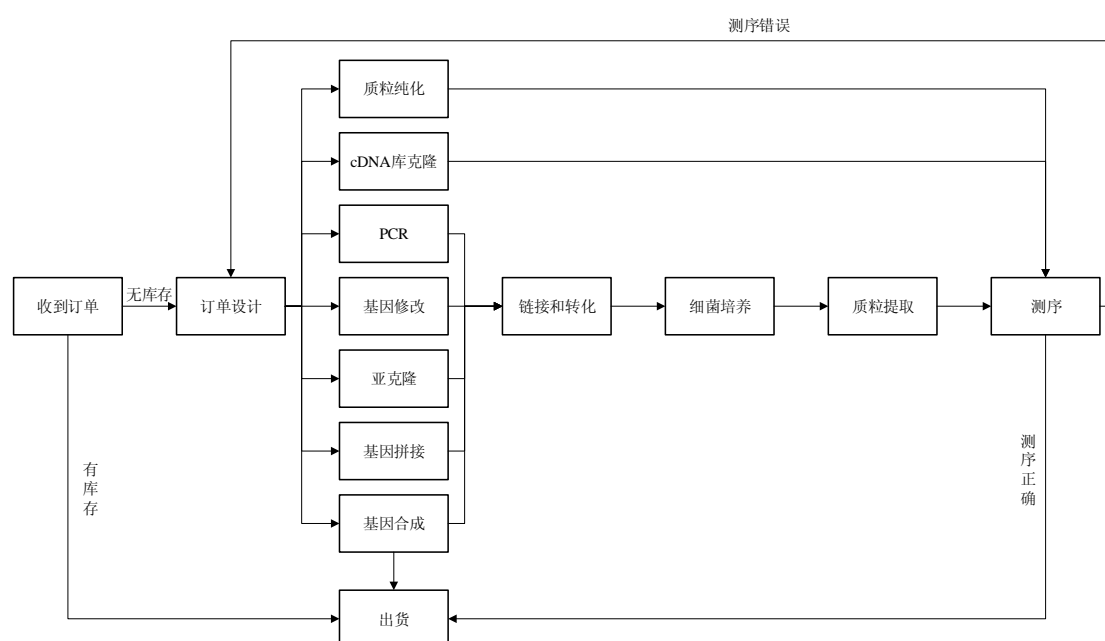 测序错误
质粒纯化
cDNA库克隆
PCR
收到订单
无库存
订单设计
基因修改
链接和转化
细菌培养
质粒提取
测序
亚克隆
基因拼接
有库存
测序正确
基因合成
出货